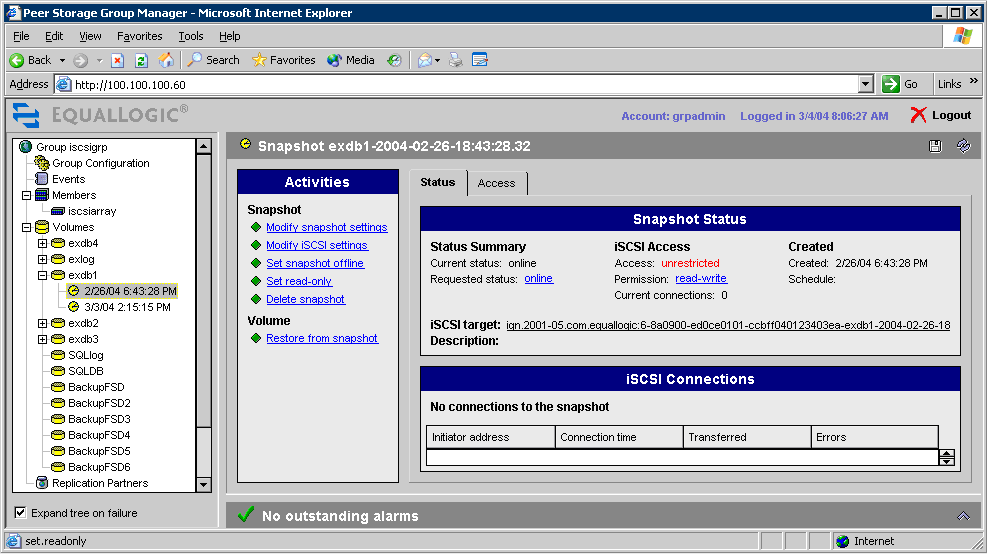 Peer Storage Group Manager - Microsoft Internet Explorer
File Edit View Favorites Tools Help
Back Search Favorites Media
Address http://100.100.100.60 Go Links »
EQUALLOGIC® Account: grpadmin Logged in 3/4/04 8:06:27 AM Logout
Group iscsigrp
Group Configuration
Events
Members
iscsiarray
Volumes
exdb4
exlog
exdb1
2/26/04 6:43:28 PM
3/3/04 2:15:15 PM
exdb2
exdb3
SQLlog
SQLDB
BackupFSD
BackupFSD2
BackupFSD3
BackupFSD4
BackupFSD5
BackupFSD6
Replication Partners
Expand tree on failure
Snapshot exdb1-2004-02-26-18:43:28.32
Activities
Snapshot
Modify snapshot settings
Modify iSCSI settings
Set snapshot offline
Set read-only
Delete snapshot
Volume
Restore from snapshot
Status Access
Snapshot Status
Status Summary
Current status: online
Requested status: online
iSCSI Access
Access: unrestricted
Permission: read-write
Current connections: 0
Created
Created: 2/26/04 6:43:28 PM
Schedule:
iSCSI target: iqn.2001-05.com.equallogic:6-8a0900-ed0ce0101-ccbff040123403ea-exdb1-2004-02-26-18
Description:
iSCSI Connections
No connections to the snapshot
Initiator address Connection time Transferred Errors
No outstanding alarms
set.readonly Internet